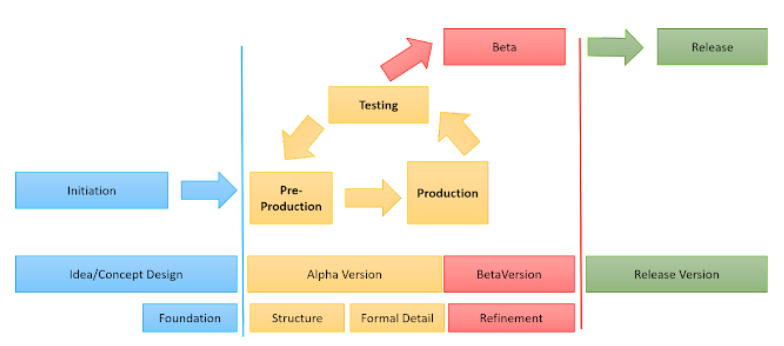 Beta
Release
Testing
Initiation
Pre-
Production
Production
Idea/Concept Design
Alpha Version
BetaVersion
Release Version
Foundation
Structure
Formal Detail
Refinement